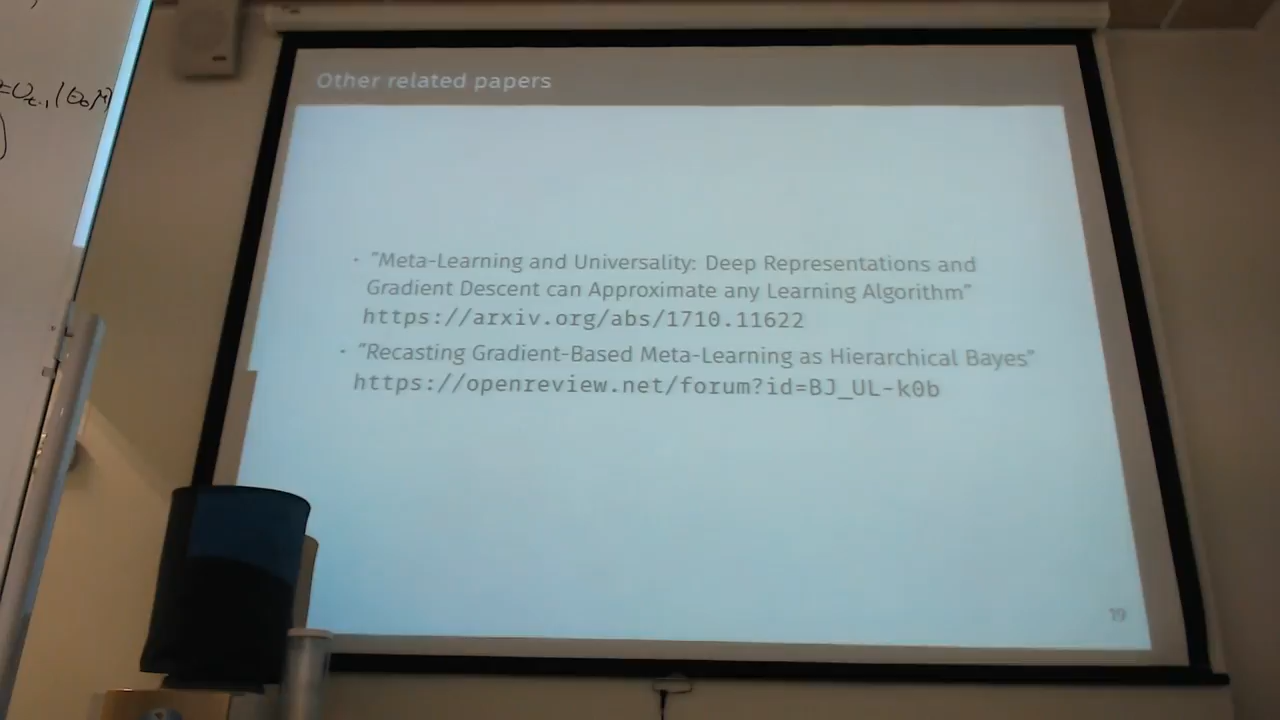 Other related papers
· "Meta-Learning and Universality: Deep Representations and
Gradient Descent can Approximate any Learning Algorithm"
https://arxiv.org/abs/1710.11622
· "Recasting Gradient-Based Meta-Learning as Hierarchical Bayes"
https://openreview.net/forum?id=BJ_UL-k0b
19